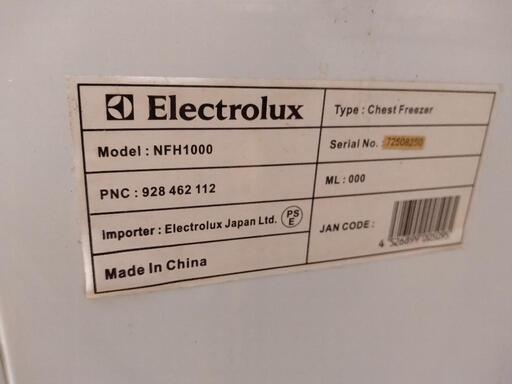 Electrolux
Type : Chest Freezer
Model : NFH1000
Serial No. : 72508250
PNC : 928 462 112
ML : 000
Importer : Electrolux Japan Ltd. PS E
JAN CODE :
Made In China